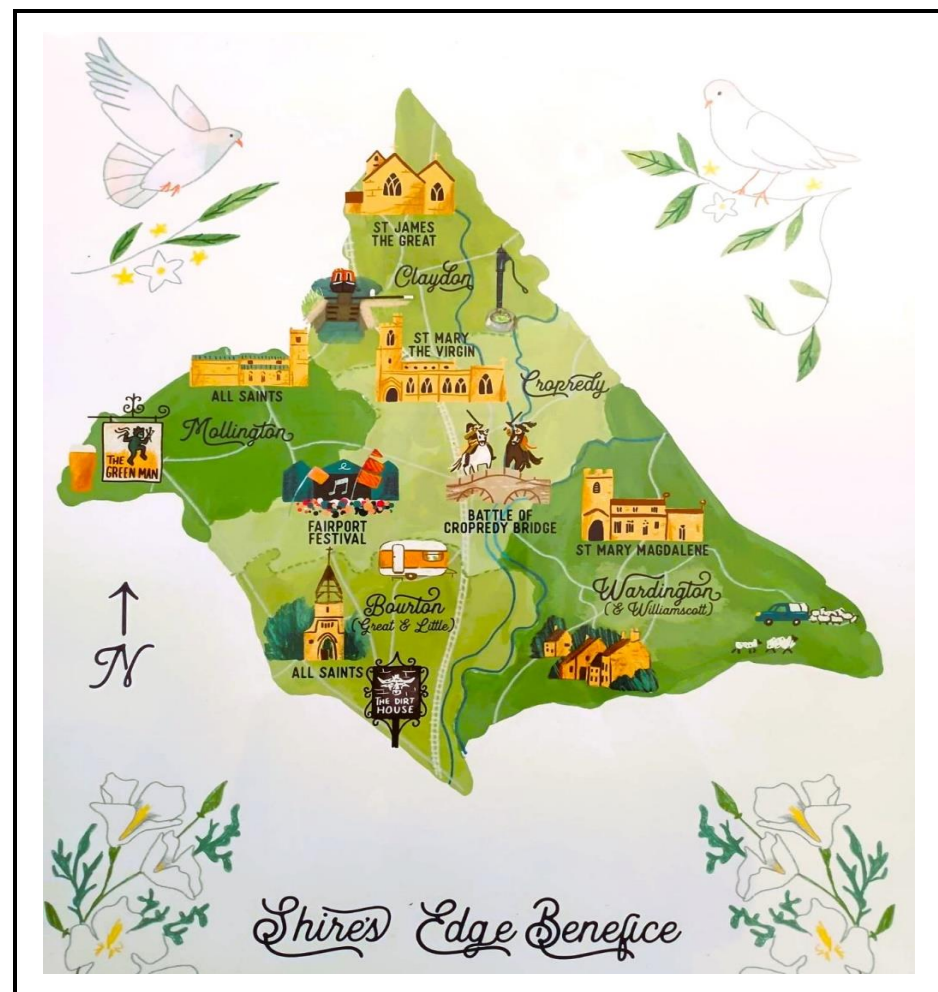 ST JAMES
THE GREAT
Claydon
ST MARY
THE VIRGIN
ALL SAINTS
Cropredy
Mollington
THE
GREEN MAN
FAIRPORT
FESTIVAL
BATTLE OF
CROPREDY BRIDGE
ST MARY MAGDALENE
Bourton
(Great & Little)
Wardington
(& Williamscott)
N
ALL SAINTS
THE DIRT
HOUSE
Shire's Edge Benefice